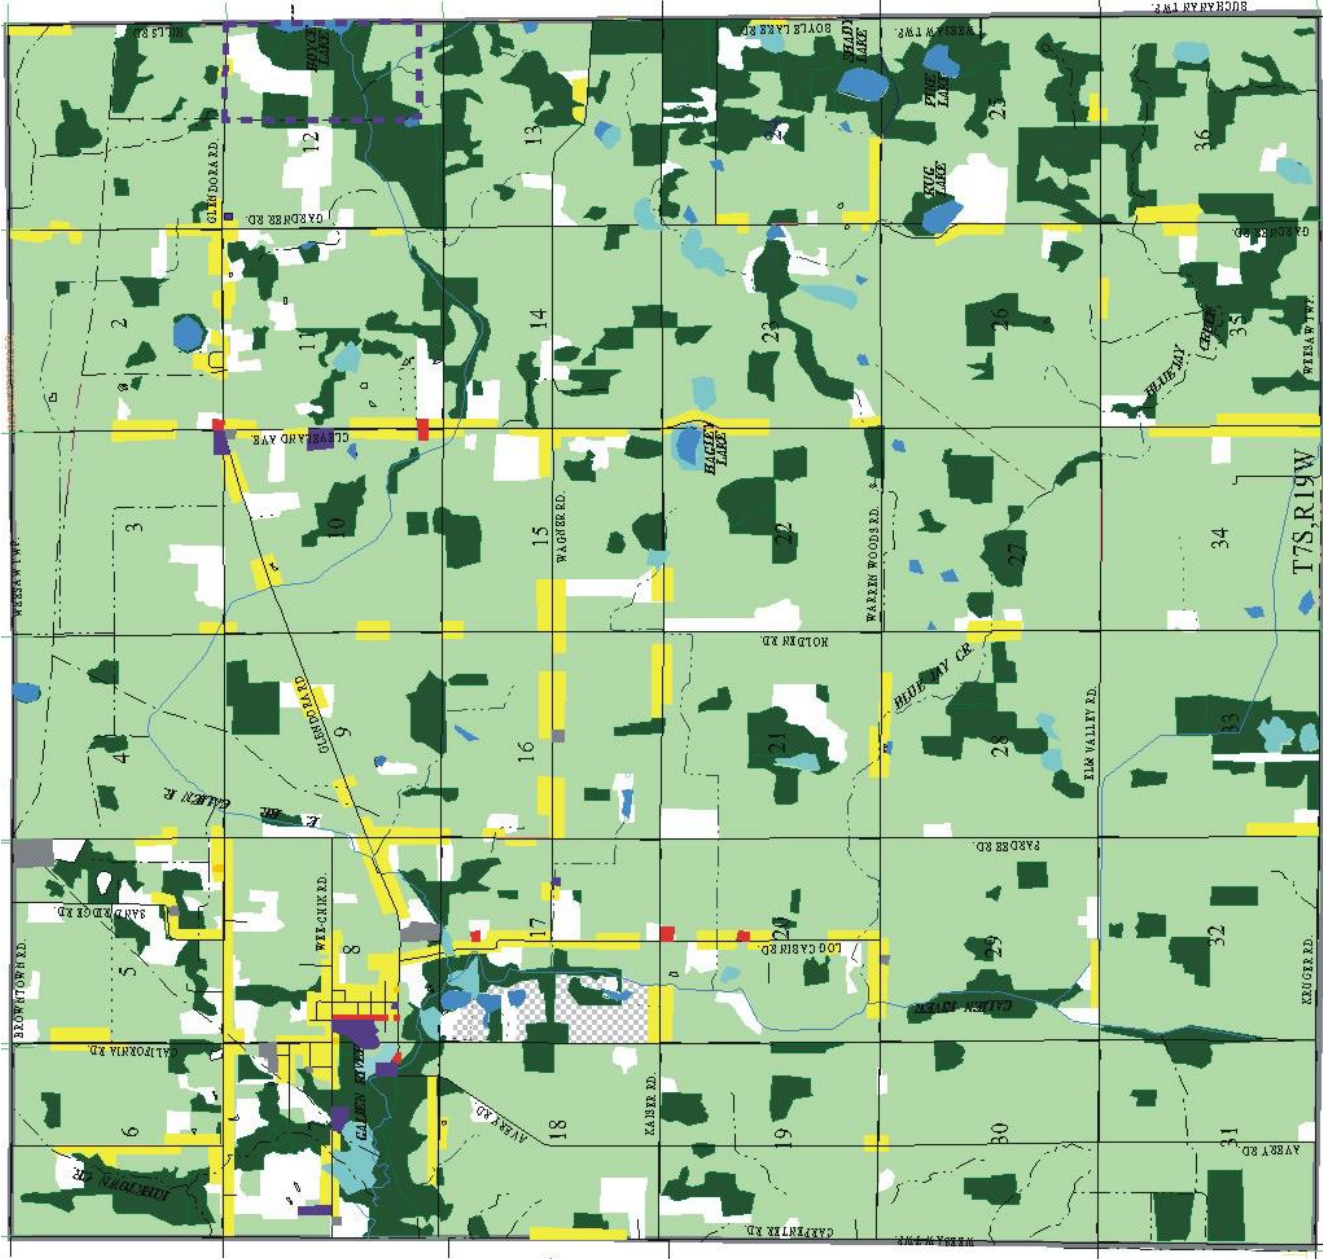 BUCHANAN TWP.
HILLS RD.
BOYCE
LAKE
BOYLE LAKE RD.
SHADY
LAKE
WEESAW TWP.
PIKE
LAKE
25
13
12
36
GLENDORA RD.
KUG
LAKE
GARDNER RD.
GARDNER RD.
2
11
14
23
26
35
BLUE JAY
CREEK
WEESAW TWP.
CLEVELAND AVE.
HAGLEY
LAKE
3
10
15
WAGNER RD.
22
WARREN WOODS RD.
27
34
T7S,R19W
WEESAW TWP.
HOLDEN RD.
BLUE JAY CR.
GLENDORA RD.
4
9
16
21
28
ELM VALLEY RD.
33
E. BR. GALIEN R.
PARDEE RD.
SAND RIDGE RD.
WEE-CHIK RD.
5
8
17
20
LOG CABIN RD.
29
32
BROWNTOWN RD.
KRUGER RD.
GALIEN RIVER
CALIFORNIA RD.
GALIEN RIVER
KAISER RD.
AVERY RD.
6
7
18
19
30
31
AVERY RD.
KIRKTOWN CR.
CARPENTER RD.
WEESAW TWP.